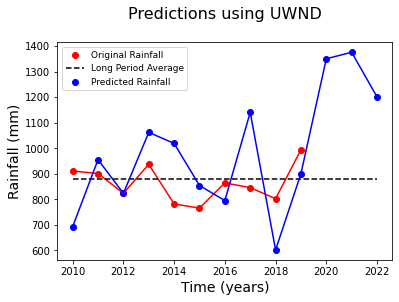 Predictions using UWND
Original Rainfall
Long Period Average
Predicted Rainfall
Rainfall (mm)
1400
1300
1200
1100
1000
900
800
700
600
2010 2012 2014 2016 2018 2020 2022
Time (years)